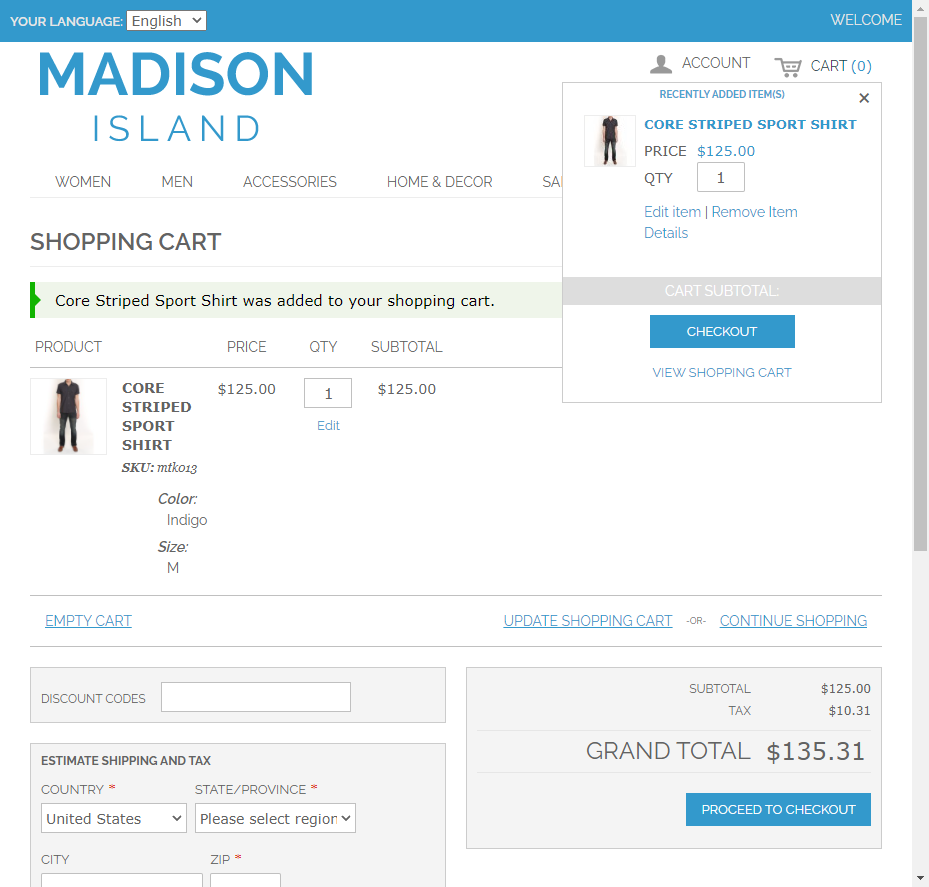 YOUR LANGUAGE: English
WELCOME
MADISON
ISLAND
ACCOUNT
CART (0)
RECENTLY ADDED ITEM(S)
×
CORE STRIPED SPORT SHIRT
PRICE $125.00
QTY 1
Edit item | Remove Item
Details
CART SUBTOTAL:
CHECKOUT
VIEW SHOPPING CART
WOMEN MEN ACCESSORIES HOME & DECOR
SHOPPING CART
Core Striped Sport Shirt was added to your shopping cart.
PRODUCT PRICE QTY SUBTOTAL
CORE
STRIPED
SPORT
SHIRT
SKU: mtk013
Color:
Indigo
Size:
M
$125.00
1
Edit
$125.00
EMPTY CART
UPDATE SHOPPING CART -OR- CONTINUE SHOPPING
DISCOUNT CODES
ESTIMATE SHIPPING AND TAX
COUNTRY * STATE/PROVINCE *
United States Please select region
CITY ZIP *
SUBTOTAL $125.00
TAX $10.31
GRAND TOTAL $135.31
PROCEED TO CHECKOUT